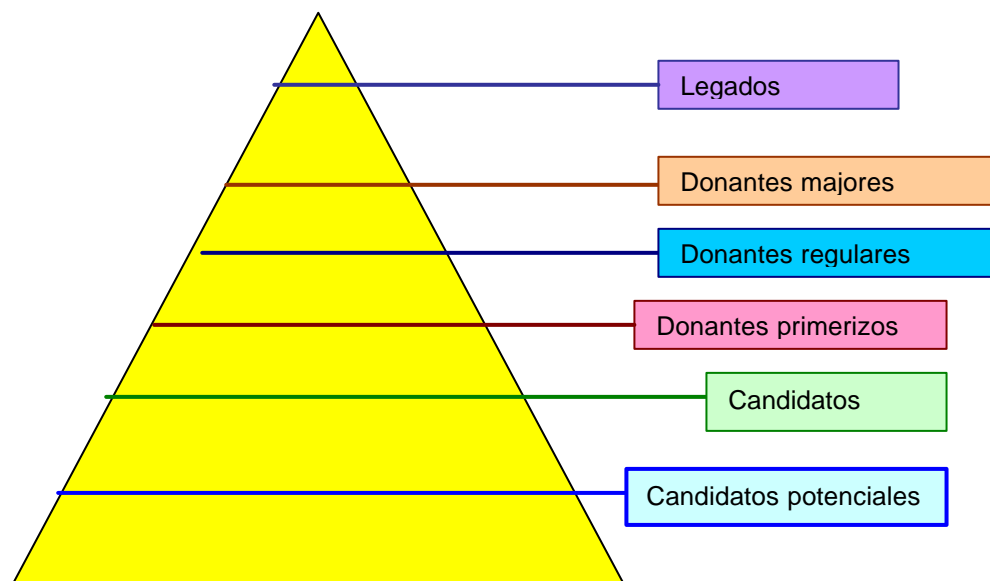 Legados
Donantes majores
Donantes regulares
Donantes primerizos
Candidatos
Candidatos potenciales